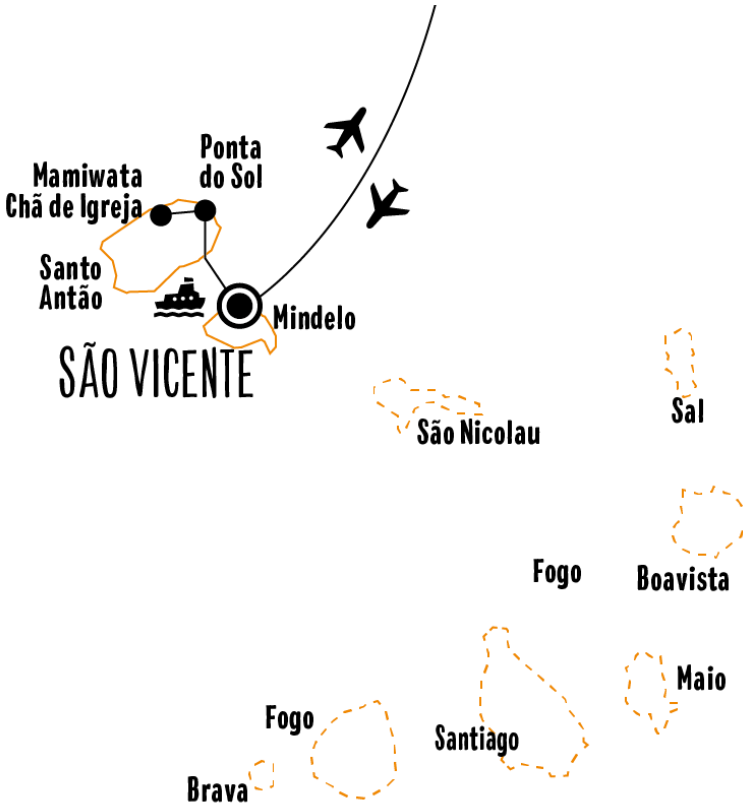 Ponta
do Sol
Mamiwata
Chã de Igreja
Santo
Antão
Mindelo
SÃO VICENTE
Sal
São Nicolau
Fogo
Boavista
Maio
Fogo
Santiago
Brava